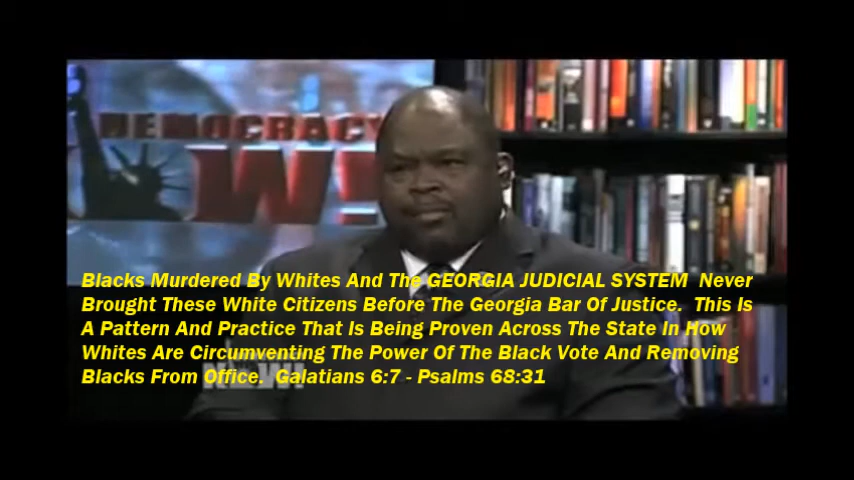 DEMOCRACY
W!
Blacks Murdered By Whites And The GEORGIA JUDICIAL SYSTEM Never
Brought These White Citizens Before The Georgia Bar Of Justice. This Is
A Pattern And Practice That Is Being Proven Across The State In How
Whites Are Circumventing The Power Of The Black Vote And Removing
Blacks From Office. Galatians 6:7 - Psalms 68:31
NOW!